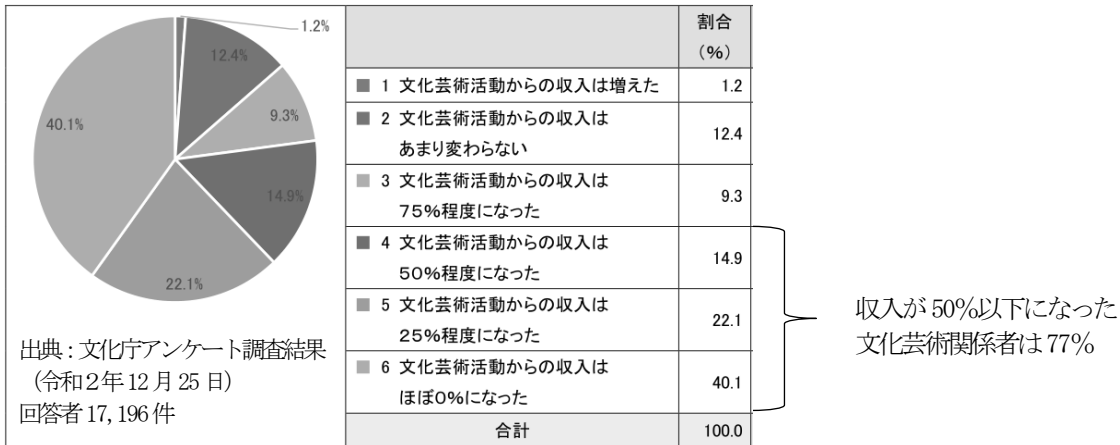 1.2%
12.4%
9.3%
14.9%
22.1%
40.1%
出典：文化庁アンケート調査結果
（令和２年12月25日）
回答者17,196件
割合
（%）
1 文化芸術活動からの収入は増えた 1.2
2 文化芸術活動からの収入は
あまり変わらない 12.4
3 文化芸術活動からの収入は
75%程度になった 9.3
4 文化芸術活動からの収入は
50%程度になった 14.9
5 文化芸術活動からの収入は
25%程度になった 22.1
6 文化芸術活動からの収入は
ほぼ0%になった 40.1
合計 100.0
収入が50%以下になった
文化芸術関係者は77%